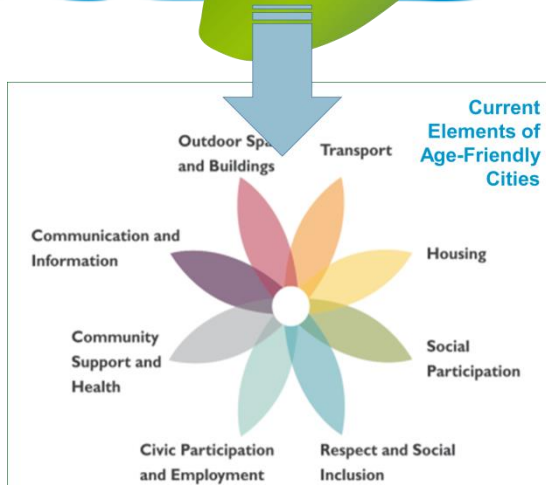 Current
Elements of
Age-Friendly
Cities
Outdoor
and Buildings
Transport
Communication and
Information
Housing
Community
Support and
Health
Social
Participation
Civic Participation
and Employment
Respect and Social
Inclusion